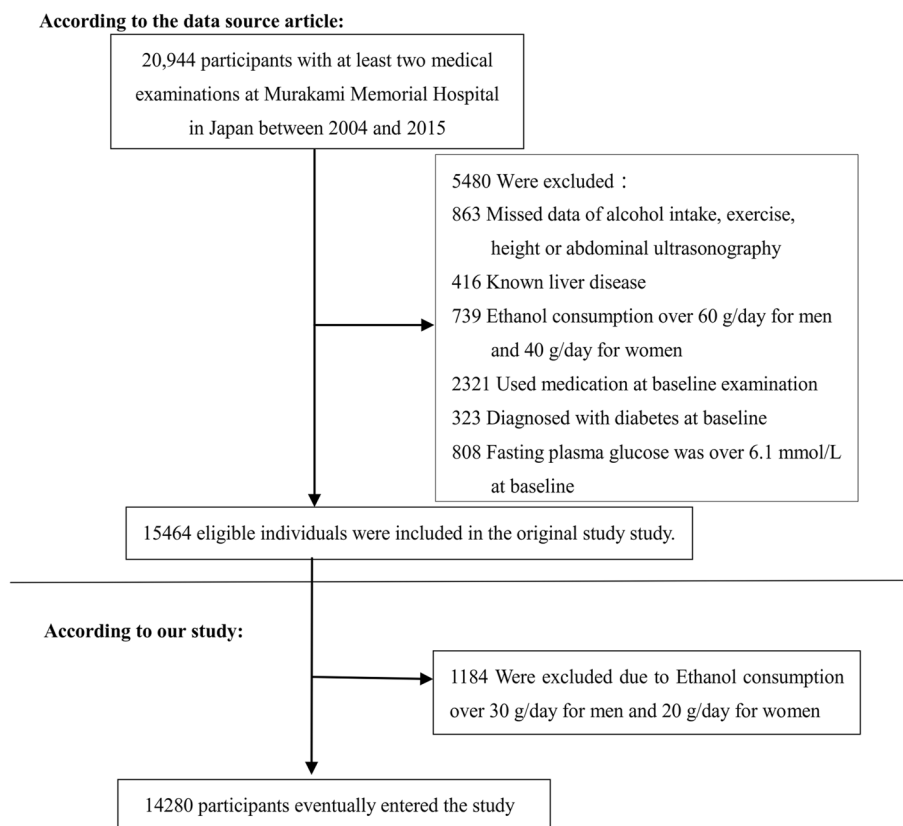 According to the data source article:
20,944 participants with at least two medical
examinations at Murakami Memorial Hospital
in Japan between 2004 and 2015
5480 Were excluded：
863 Missed data of alcohol intake, exercise,
height or abdominal ultrasonography
416 Known liver disease
739 Ethanol consumption over 60 g/day for men
and 40 g/day for women
2321 Used medication at baseline examination
323 Diagnosed with diabetes at baseline
808 Fasting plasma glucose was over 6.1 mmol/L
at baseline
15464 eligible individuals were included in the original study study.
According to our study:
1184 Were excluded due to Ethanol consumption
over 30 g/day for men and 20 g/day for women
14280 participants eventually entered the study